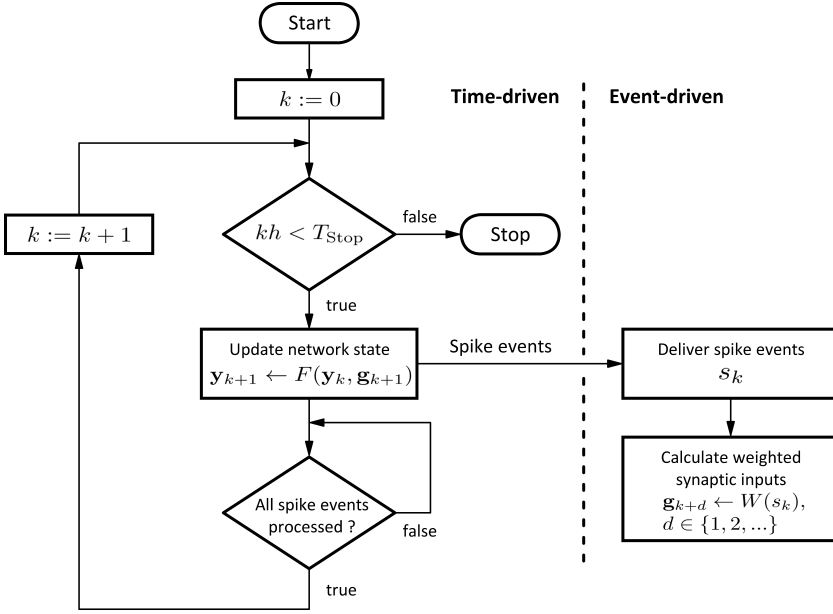 Start
k := 0
Time-driven
Event-driven
k := k + 1
kh < T_Stop
false
Stop
true
Update network state
𝐲_{k+1} ← F(𝐲_k, 𝐠_{k+1})
Spike events
Deliver spike events
s_k
All spike events
processed ?
false
true
Calculate weighted
synaptic inputs
𝐠_{k+d} ← W(s_k),
d ∈ {1, 2, ...}